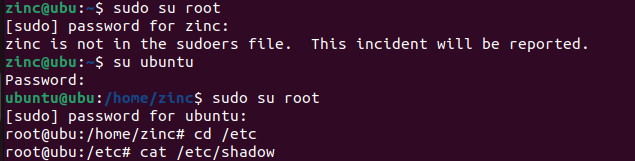 zinc@ubu:~$ sudo su root
[sudo] password for zinc:
zinc is not in the sudoers file.  This incident will be reported.
zinc@ubu:~$ su ubuntu
Password:
ubuntu@ubu:/home/zinc$ sudo su root
[sudo] password for ubuntu:
root@ubu:/home/zinc# cd /etc
root@ubu:/etc# cat /etc/shadow